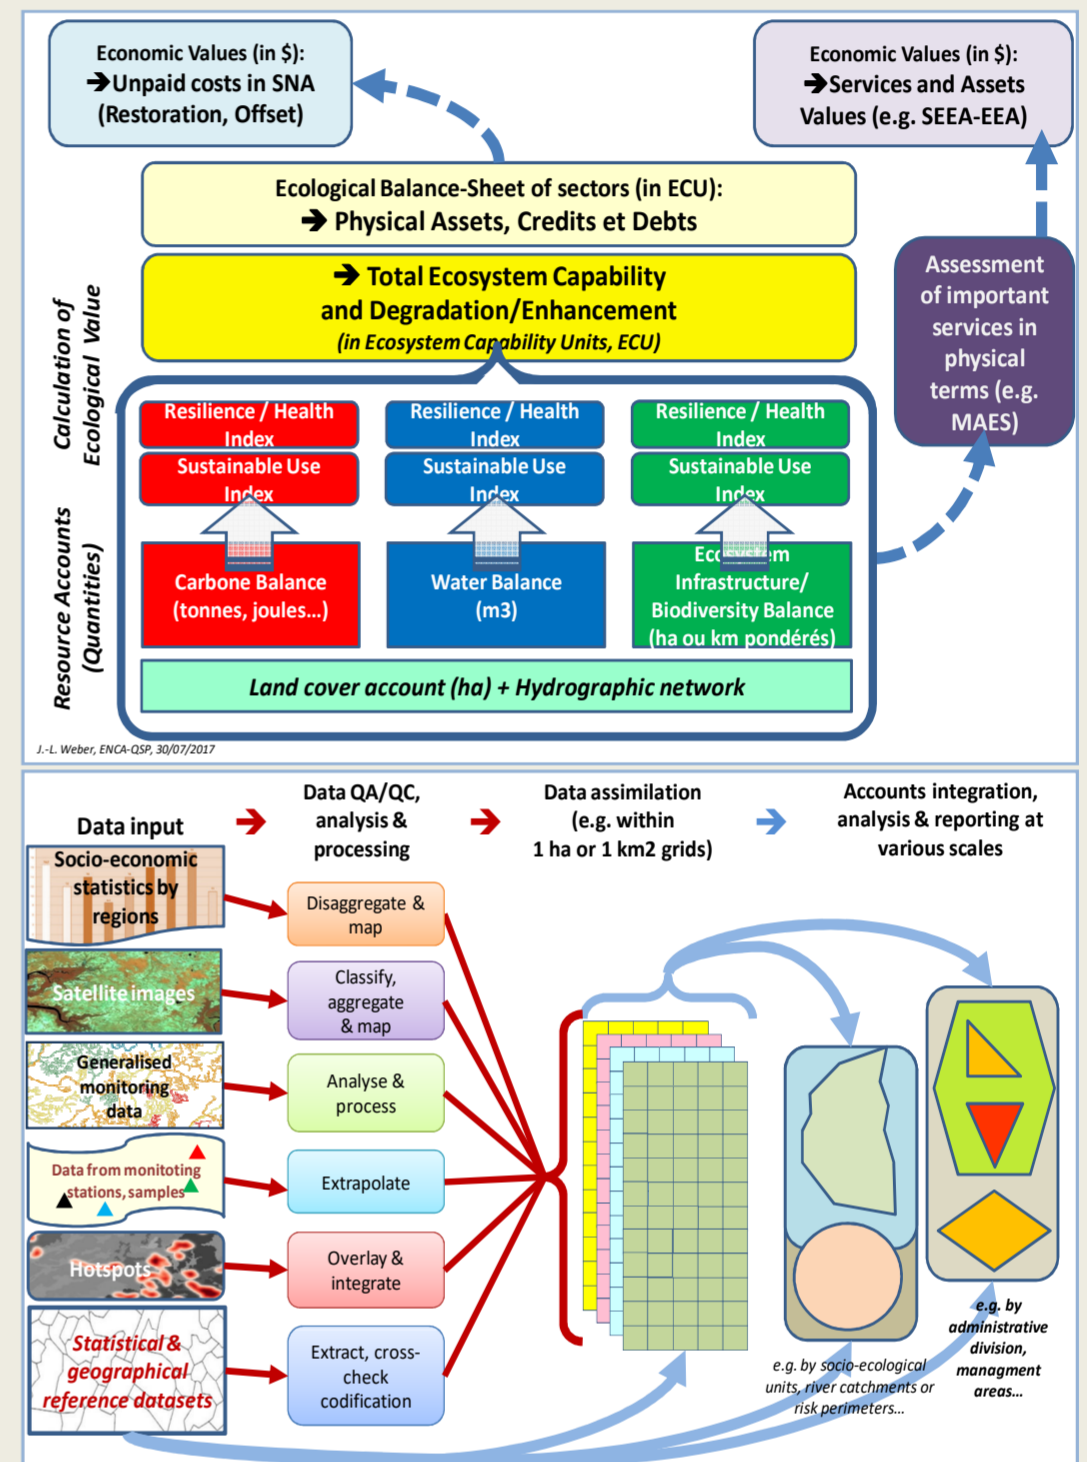 Economic Values (in $):
➔Unpaid costs in SNA
(Restoration, Offset)
Economic Values (in $):
➔Services and Assets
Values (e.g. SEEA-EEA)
Ecological Balance-Sheet of sectors (in ECU):
➔ Physical Assets, Credits et Debts
➔ Total Ecosystem Capability
and Degradation/Enhancement
(in Ecosystem Capability Units, ECU)
Assessment
of important
services in
physical
terms (e.g.
MAES)
Calculation of
Ecological Value
Resilience / Health
Index
Resilience / Health
Index
Resilience / Health
Index
Sustainable Use
Index
Sustainable Use
Index
Sustainable Use
Index
Resource Accounts
(Quantities)
Carbone Balance
(tonnes, joules...)
Water Balance
(m3)
Ecosystem
Infrastructure/
Biodiversity Balance
(ha ou km pondérés)
Land cover account (ha) + Hydrographic network
J.-L. Weber, ENCA-QSP, 30/07/2017
Data input
Data QA/QC,
analysis &
processing
Data assimilation
(e.g. within
1 ha or 1 km2 grids)
Accounts integration,
analysis & reporting at
various scales
Socio-economic
statistics by
regions
Disaggregate &
map
Satellite images
Classify,
aggregate
& map
Generalised
monitoring
data
Analyse &
process
Data from monitoting
stations, samples
Extrapolate
Hotspots
Overlay &
integrate
Statistical &
geographical
reference datasets
Extract, cross-
check
codification
e.g. by socio-ecological
units, river catchments or
risk perimeters...
e.g. by
administrative
division,
managment
areas...